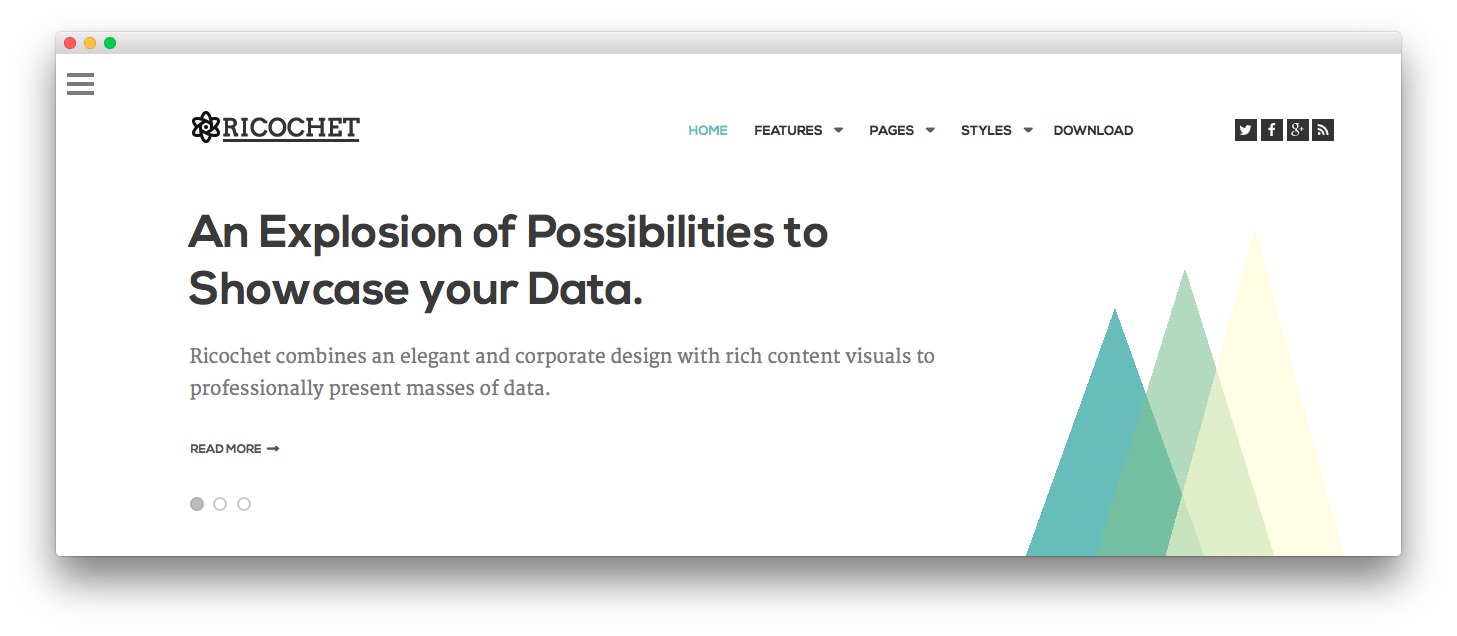 RICOCHET
HOME FEATURES PAGES STYLES DOWNLOAD
An Explosion of Possibilities to
Showcase your Data.
Ricochet combines an elegant and corporate design with rich content visuals to
professionally present masses of data.
READ MORE